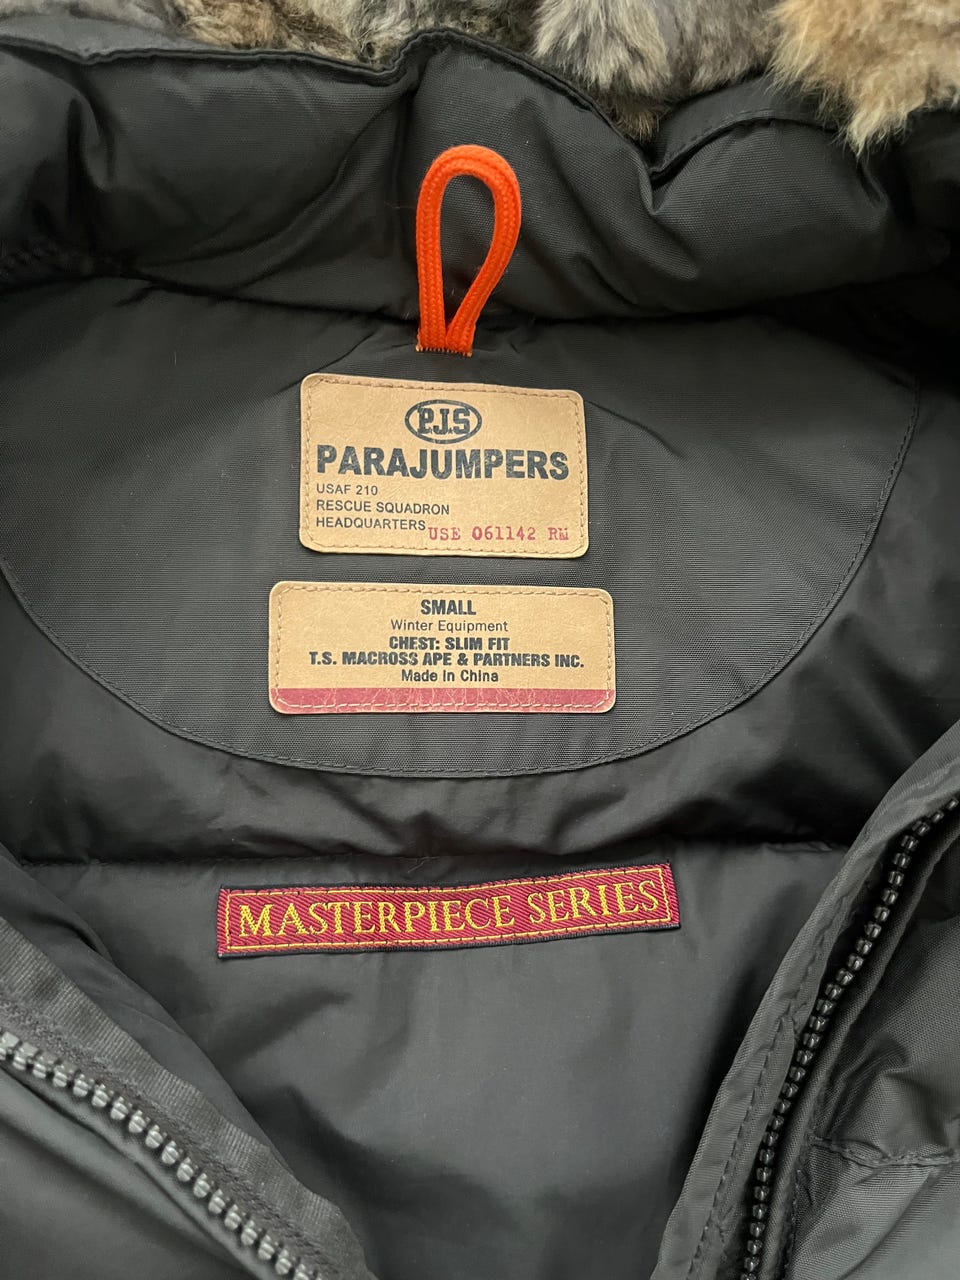 P.J.S
PARAJUMPERS
USAF 210
RESCUE SQUADRON
HEADQUARTERS USE 061142 RM
SMALL
Winter Equipment
CHEST: SLIM FIT
T.S. MACROSS APE & PARTNERS INC.
Made in China
MASTERPIECE SERIES